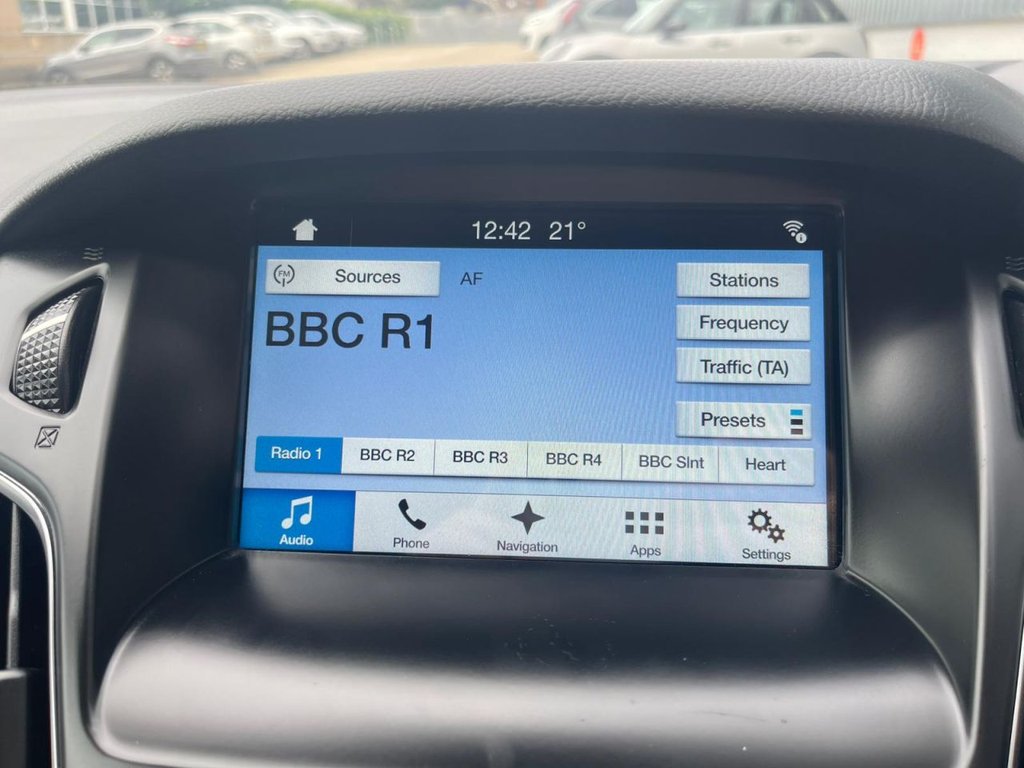 12:42 21°
FM Sources AF Stations
BBC R1
Frequency
Traffic (TA)
Presets
Radio 1 BBC R2 BBC R3 BBC R4 BBC Slnt Heart
Audio Phone Navigation Apps Settings